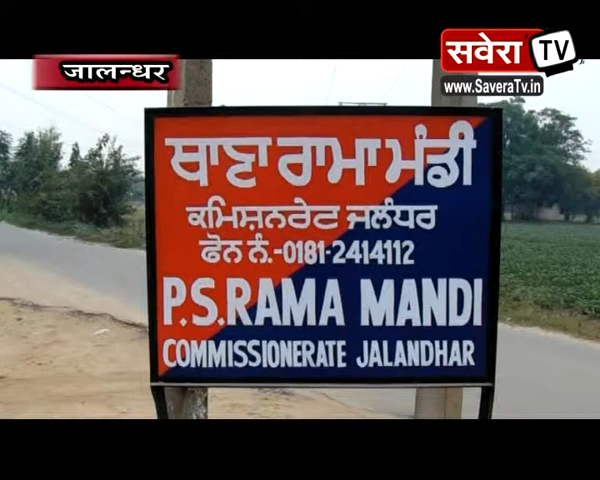 सवेरा TV
www.SaveraTv.in
जालन्धर
ਥਾਣਾ ਰਾਮਾ ਮੰਡੀ
ਕਮਿਸ਼ਨਰੇਟ ਜਲੰਧਰ
ਫੋਨ ਨੰ.-0181-2414112
P.S.RAMA MANDI
COMMISSIONERATE JALANDHAR